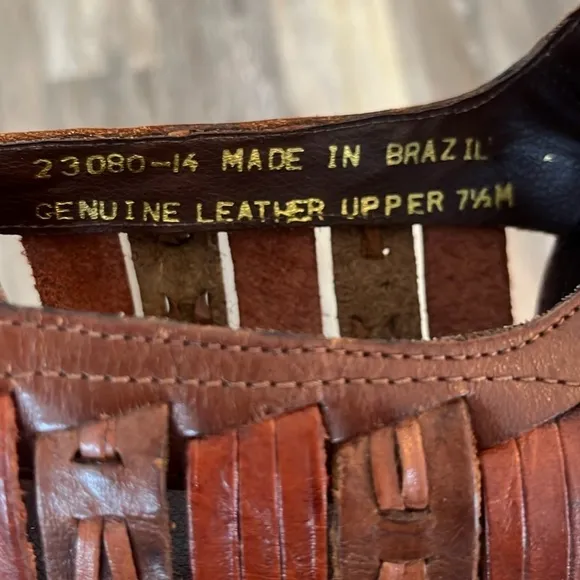 23080-14 MADE IN BRAZIL
GENUINE LEATHER UPPER 7½M